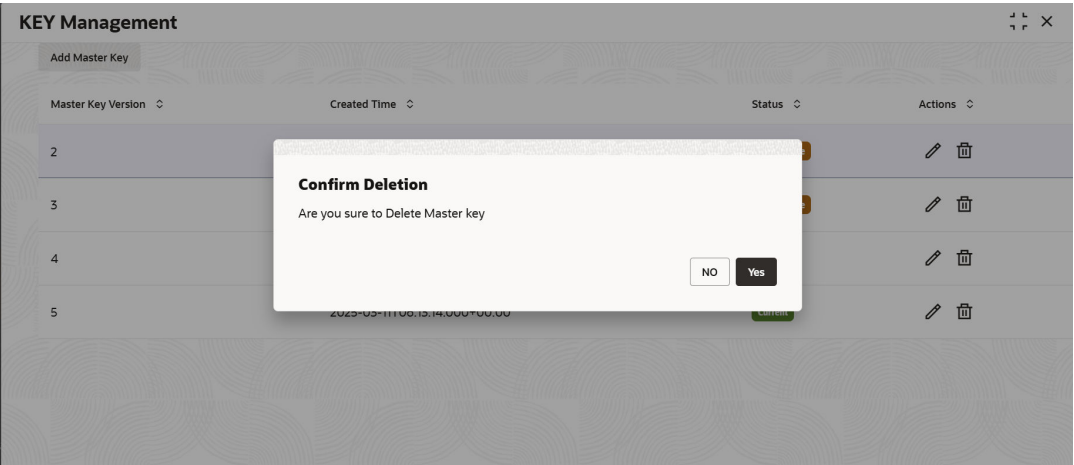 KEY Management
Add Master Key
Master Key Version Created Time Status Actions
2
Confirm Deletion
Are you sure to Delete Master key
3
4
NO Yes
5 Current